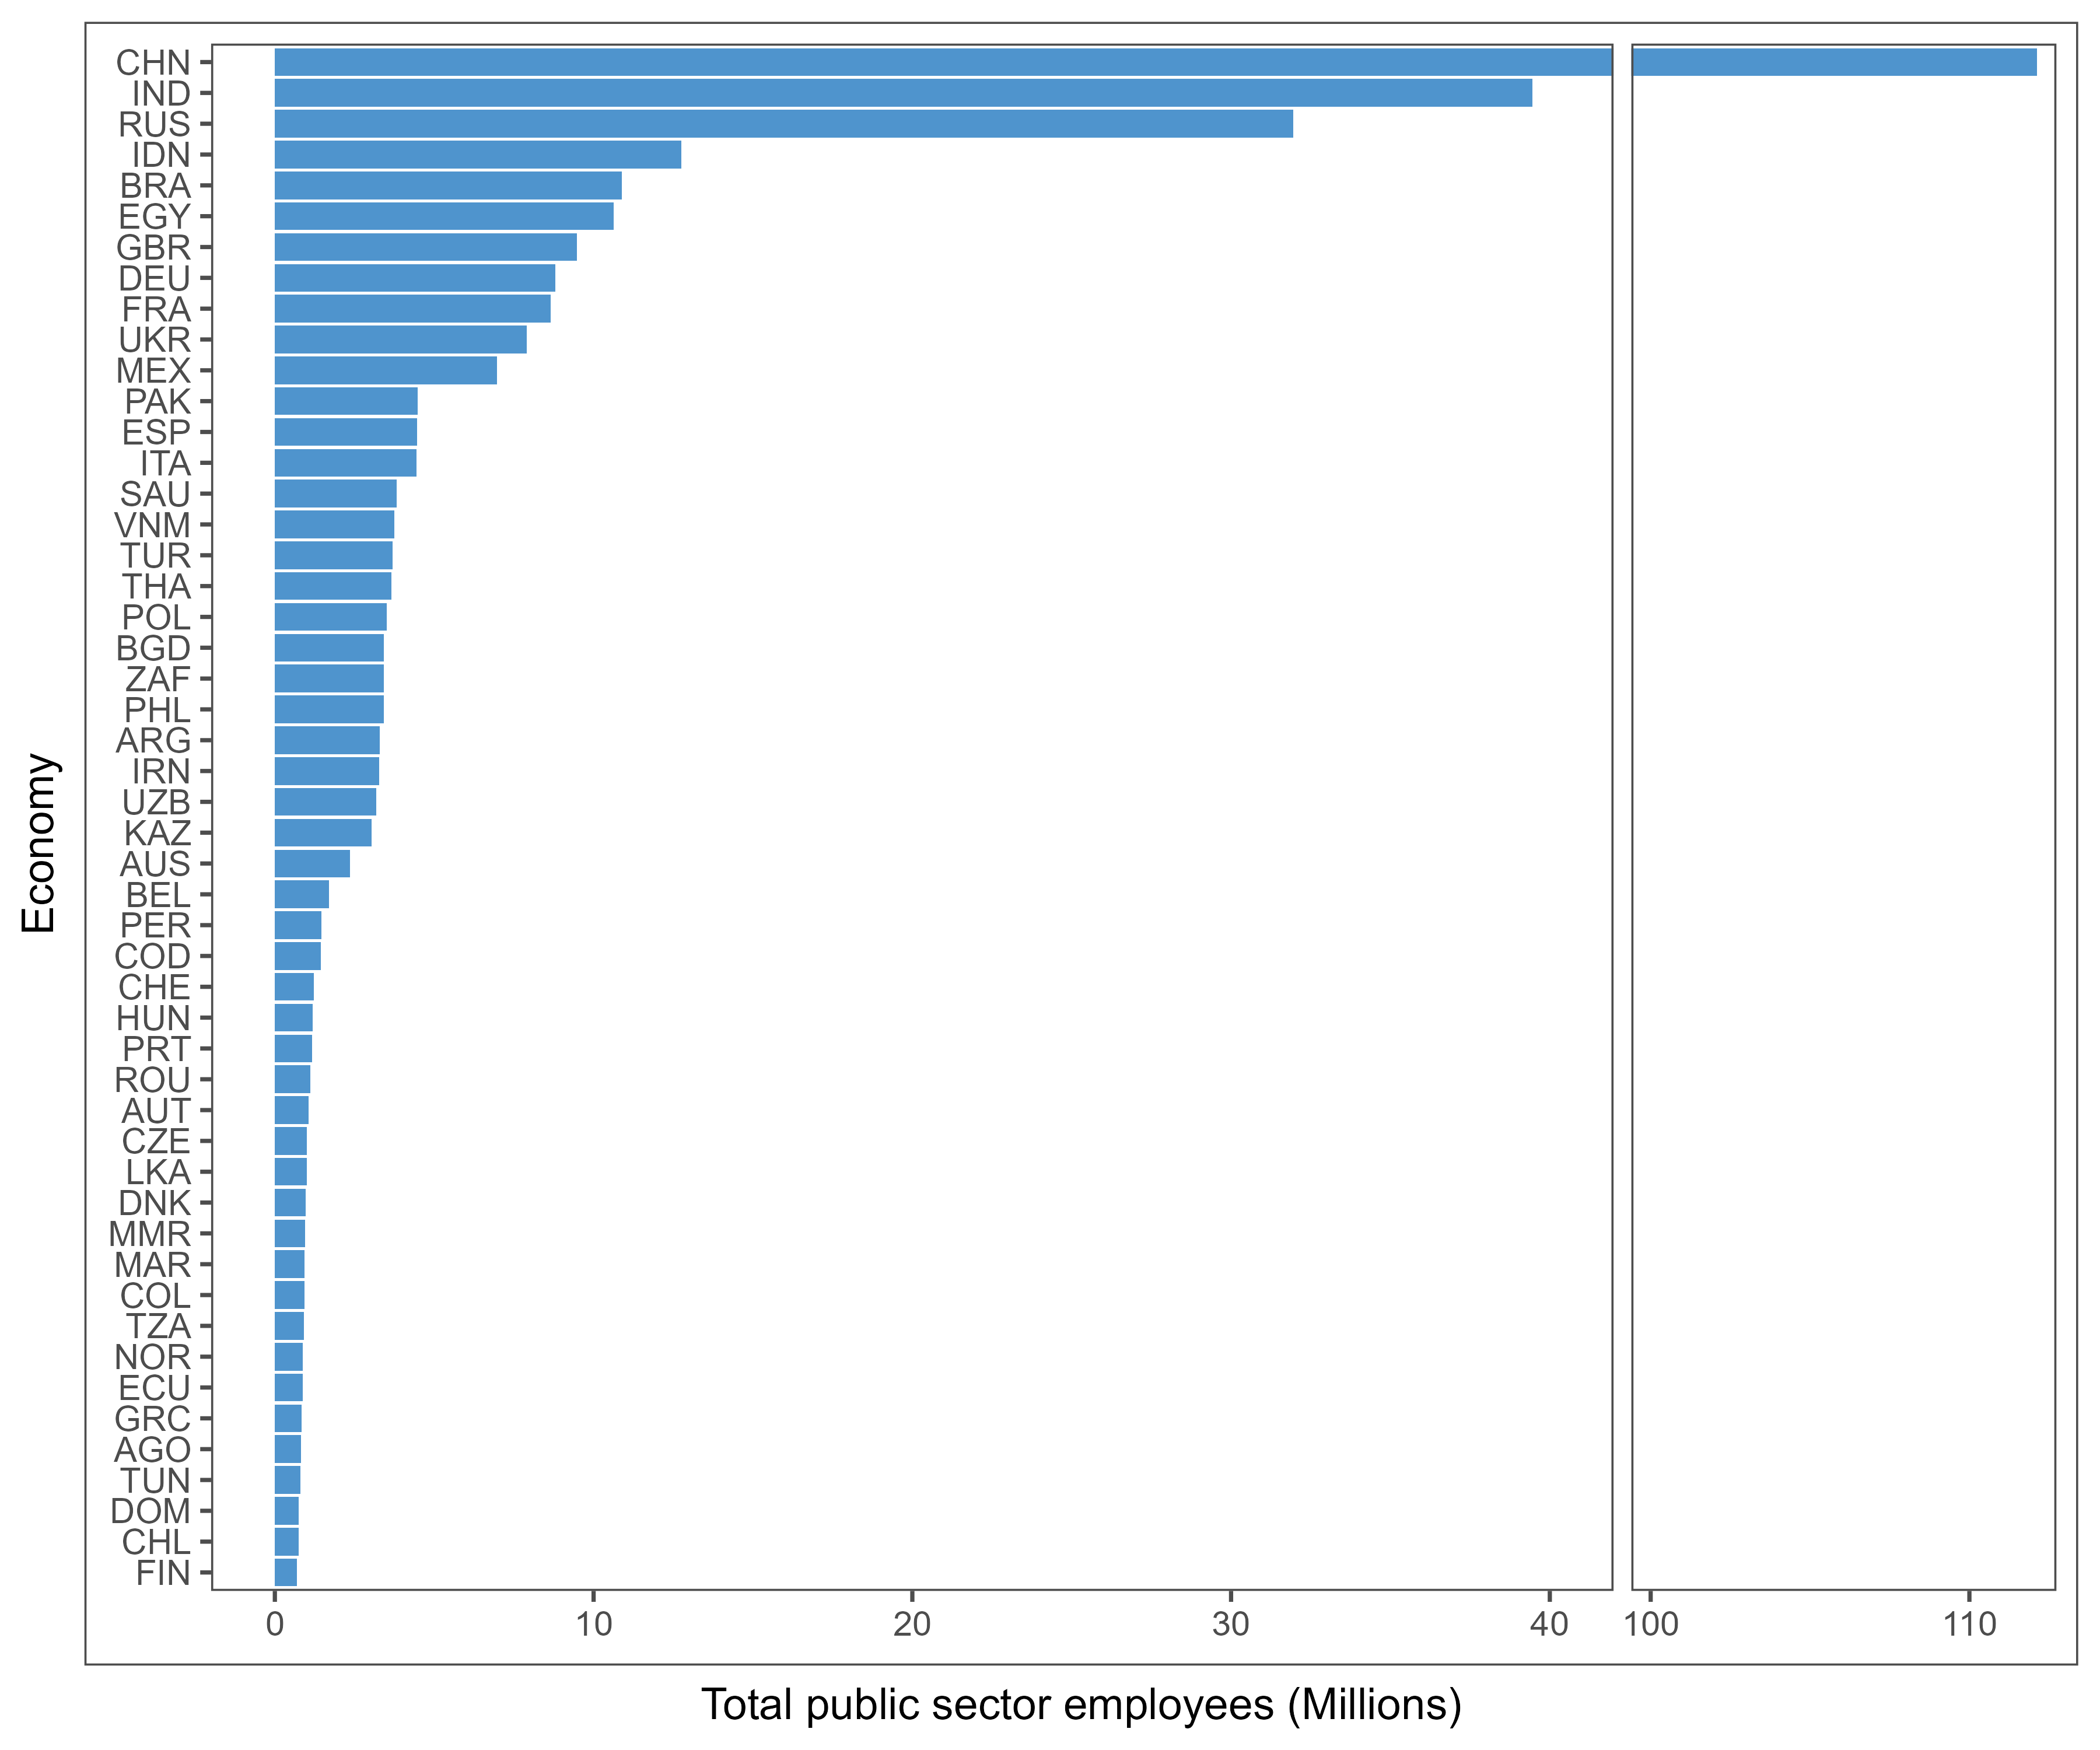 CHN
IND
RUS
IDN
BRA
EGY
GBR
DEU
FRA
UKR
MEX
PAK
ESP
ITA
SAU
VNM
TUR
THA
POL
BGD
ZAF
PHL
ARG
IRN
UZB
KAZ
AUS
BEL
PER
COD
CHE
HUN
PRT
ROU
AUT
CZE
LKA
DNK
MMR
MAR
COL
TZA
NOR
ECU
GRC
AGO
TUN
DOM
CHL
FIN
Economy
0 10 20 30 40 100 110
Total public sector employees (Millions)